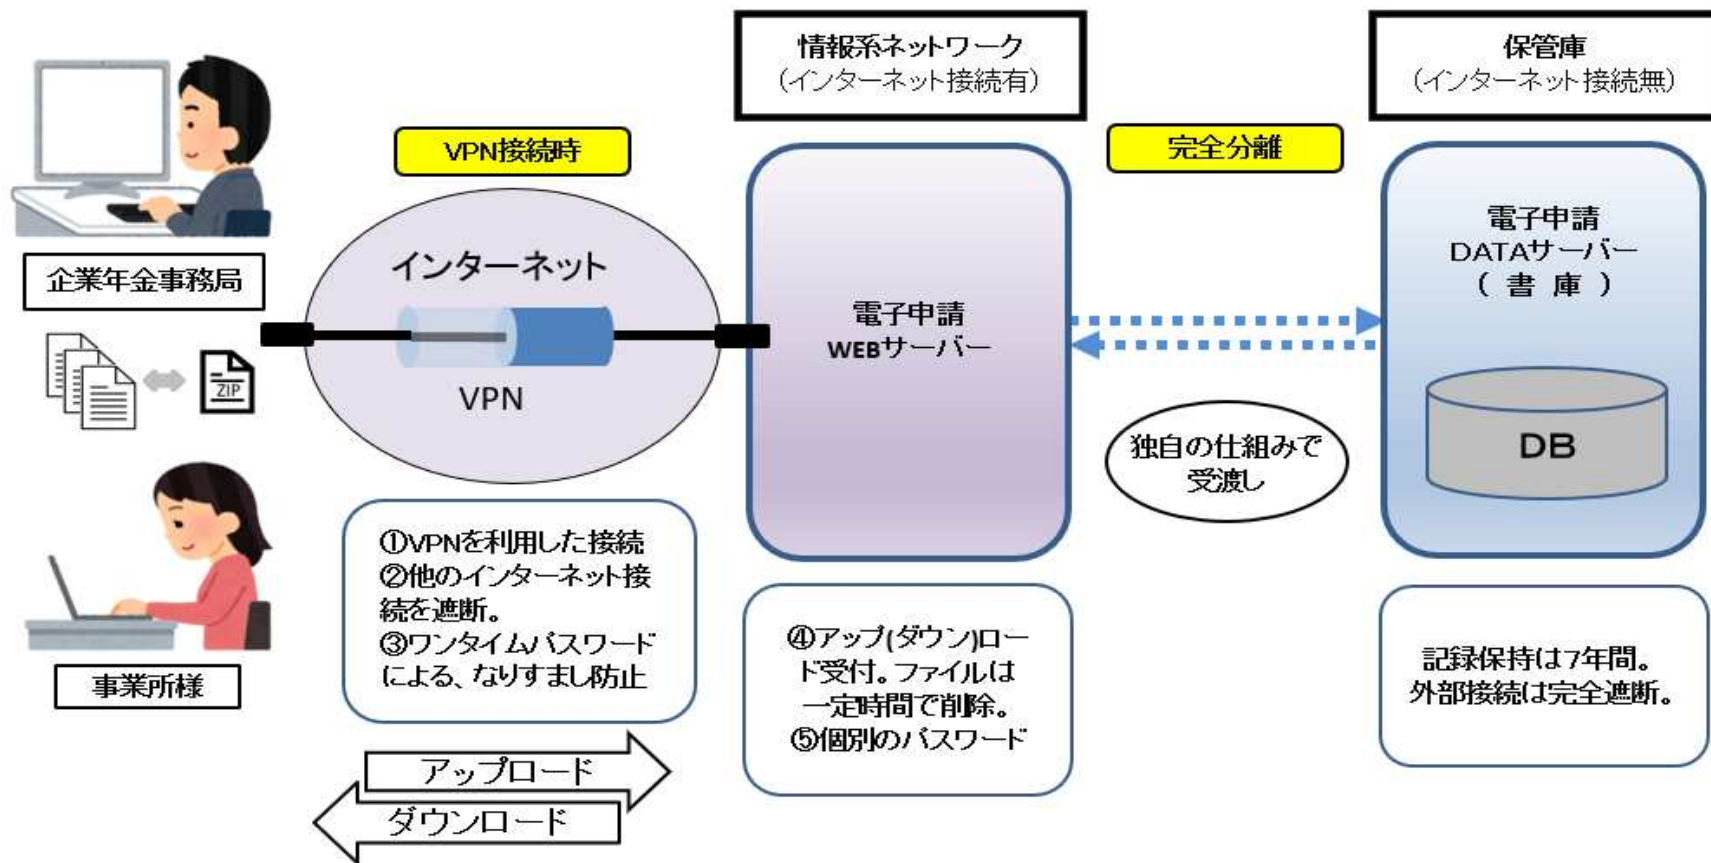 情報系ネットワーク
（インターネット接続有）
保管庫
（インターネット接続無）
VPN接続時
完全分離
企業年金事務局
ZIP
事業所様
インターネット
VPN
電子申請
WEBサーバー
電子申請
DATAサーバー
（ 書 庫 ）
DB
独自の仕組みで
受渡し
①VPNを利用した接続
②他のインターネット接
続を遮断。
③ワンタイムパスワード
による、なりすまし防止
④アップ(ダウン)ロー
ド受付。ファイルは
一定時間で削除。
⑤個別のパスワード
記録保持は7年間。
外部接続は完全遮断。
アップロード
ダウンロード